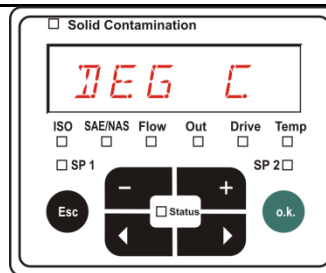 Solid Contamination
DEG C
ISO SAE/NAS Flow Out Drive Temp
SP 1 SP 2
- +
Esc Status o.k.